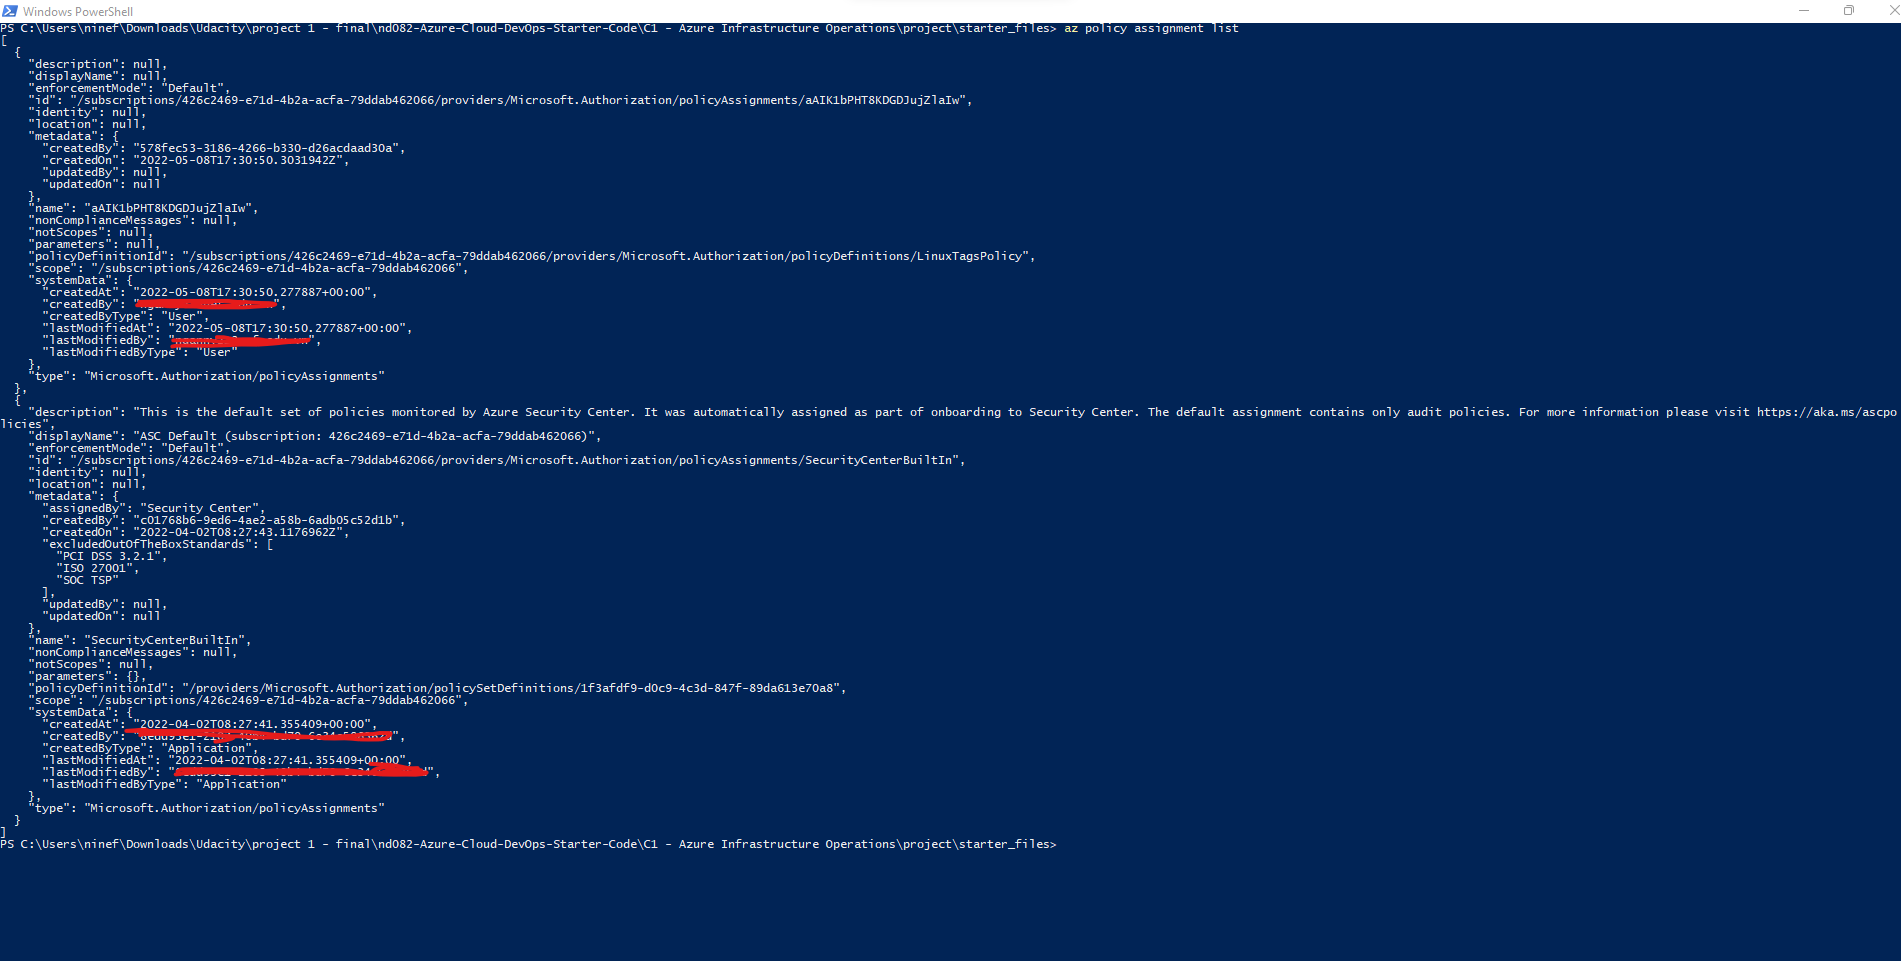 Windows PowerShell
PS C:\Users\ninef\Downloads\Udacity\project 1 - final\nd082-Azure-Cloud-DevOps-Starter-Code\C1 - Azure Infrastructure Operations\project\starter_files> az policy assignment list
[
  {
    "description": null,
    "displayName": null,
    "enforcementMode": "Default",
    "id": "/subscriptions/426c2469-e71d-4b2a-acfa-79ddab462066/providers/Microsoft.Authorization/policyAssignments/aAIK1bPHT8KDGDJujZlaIw",
    "identity": null,
    "location": null,
    "metadata": {
      "createdBy": "578fec53-3186-4266-b330-d26acdaad30a",
      "createdOn": "2022-05-08T17:30:50.3031942Z",
      "updatedBy": null,
      "updatedOn": null
    },
    "name": "aAIK1bPHT8KDGDJujZlaIw",
    "nonComplianceMessages": null,
    "notScopes": null,
    "parameters": null,
    "policyDefinitionId": "/subscriptions/426c2469-e71d-4b2a-acfa-79ddab462066/providers/Microsoft.Authorization/policyDefinitions/LinuxTagsPolicy",
    "scope": "/subscriptions/426c2469-e71d-4b2a-acfa-79ddab462066",
    "systemData": {
      "createdAt": "2022-05-08T17:30:50.277887+00:00",
      "createdBy": ",
      "createdByType": "User",
      "lastModifiedAt": "2022-05-08T17:30:50.277887+00:00",
      "lastModifiedBy": ",
      "lastModifiedByType": "User"
    },
    "type": "Microsoft.Authorization/policyAssignments"
  },
  {
    "description": "This is the default set of policies monitored by Azure Security Center. It was automatically assigned as part of onboarding to Security Center. The default assignment contains only audit policies. For more information please visit https://aka.ms/ascpo
licies",
    "displayName": "ASC Default (subscription: 426c2469-e71d-4b2a-acfa-79ddab462066)",
    "enforcementMode": "Default",
    "id": "/subscriptions/426c2469-e71d-4b2a-acfa-79ddab462066/providers/Microsoft.Authorization/policyAssignments/SecurityCenterBuiltIn",
    "identity": null,
    "location": null,
    "metadata": {
      "assignedBy": "Security Center",
      "createdBy": "c01768b6-9ed6-4ae2-a58b-6adb05c52d1b",
      "createdOn": "2022-04-02T08:27:43.1176962Z",
      "excludedOutOfTheBoxStandards": [
        "PCI DSS 3.2.1",
        "ISO 27001",
        "SOC TSP"
      ],
      "updatedBy": null,
      "updatedOn": null
    },
    "name": "SecurityCenterBuiltIn",
    "nonComplianceMessages": null,
    "notScopes": null,
    "parameters": {},
    "policyDefinitionId": "/providers/Microsoft.Authorization/policySetDefinitions/1f3afdf9-d0c9-4c3d-847f-89da613e70a8",
    "scope": "/subscriptions/426c2469-e71d-4b2a-acfa-79ddab462066",
    "systemData": {
      "createdAt": "2022-04-02T08:27:41.355409+00:00",
      "createdBy": ",
      "createdByType": "Application",
      "lastModifiedAt": "2022-04-02T08:27:41.355409+00:00",
      "lastModifiedBy": ",
      "lastModifiedByType": "Application"
    },
    "type": "Microsoft.Authorization/policyAssignments"
  }
]
PS C:\Users\ninef\Downloads\Udacity\project 1 - final\nd082-Azure-Cloud-DevOps-Starter-Code\C1 - Azure Infrastructure Operations\project\starter_files>